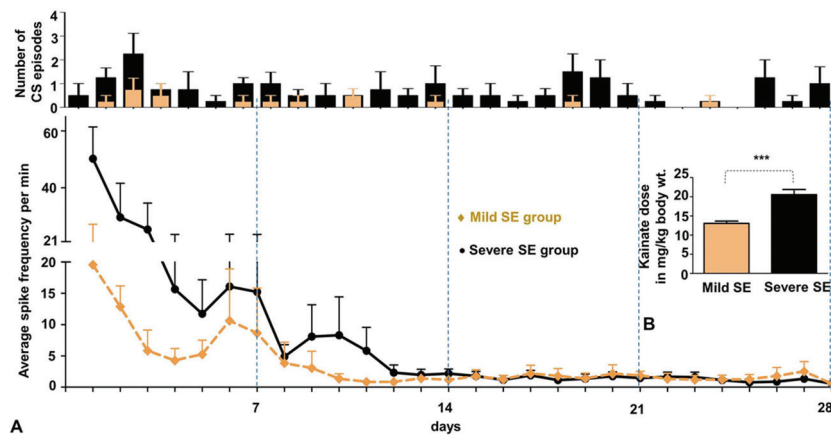 Number of
CS episodes
4
3
2
1
0
Average spike frequency per min
60
40
21
20
15
10
5
0
Mild SE group
Severe SE group
Kainate dose
in mg/kg body wt.
25
20
15
10
5
0
***
Mild SE
Severe SE
B
7
14
21
28
days
A